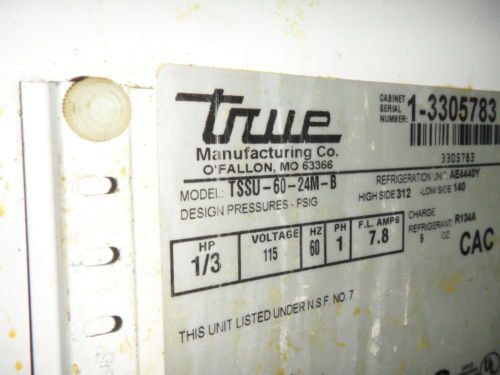 true
Manufacturing Co.
O'FALLON, MO 63366
CABINET SERIAL NUMBER: 1-3305783
3305783
MODEL: TSSU-60-24M-B
REFRIGERATION UNIT: AE4440Y
DESIGN PRESSURES - PSIG
HIGH SIDE 312 -LOW SIDE 140
HP 1/3
VOLTAGE 115
HZ 60
PH 1
F.L. AMPS 7.8
CHARGE
REFRIGERANT: R134A
9 OZ
CAC
THIS UNIT LISTED UNDER N.S.F. NO. 7
UL